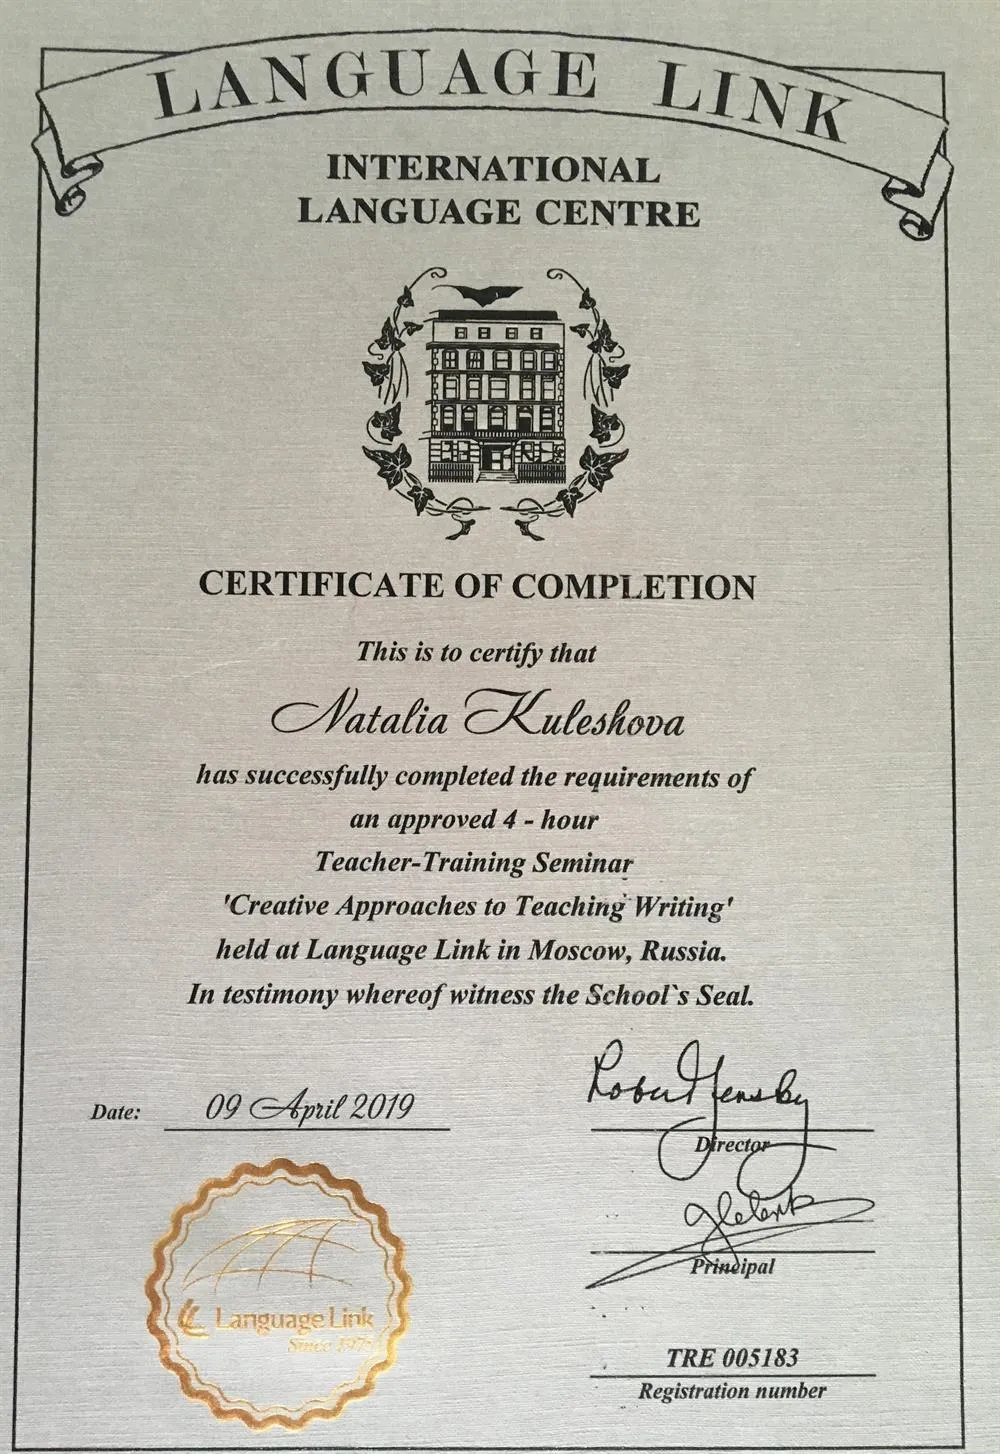 LANGUAGE LINK
INTERNATIONAL
LANGUAGE CENTRE
CERTIFICATE OF COMPLETION
This is to certify that
Natalia Kuleshova
has successfully completed the requirements of
an approved 4 - hour
Teacher-Training Seminar
'Creative Approaches to Teaching Writing'
held at Language Link in Moscow, Russia.
In testimony whereof witness the School`s Seal.
Date: 09 April 2019
Director
Principal
Language Link
Since 1975
TRE 005183
Registration number